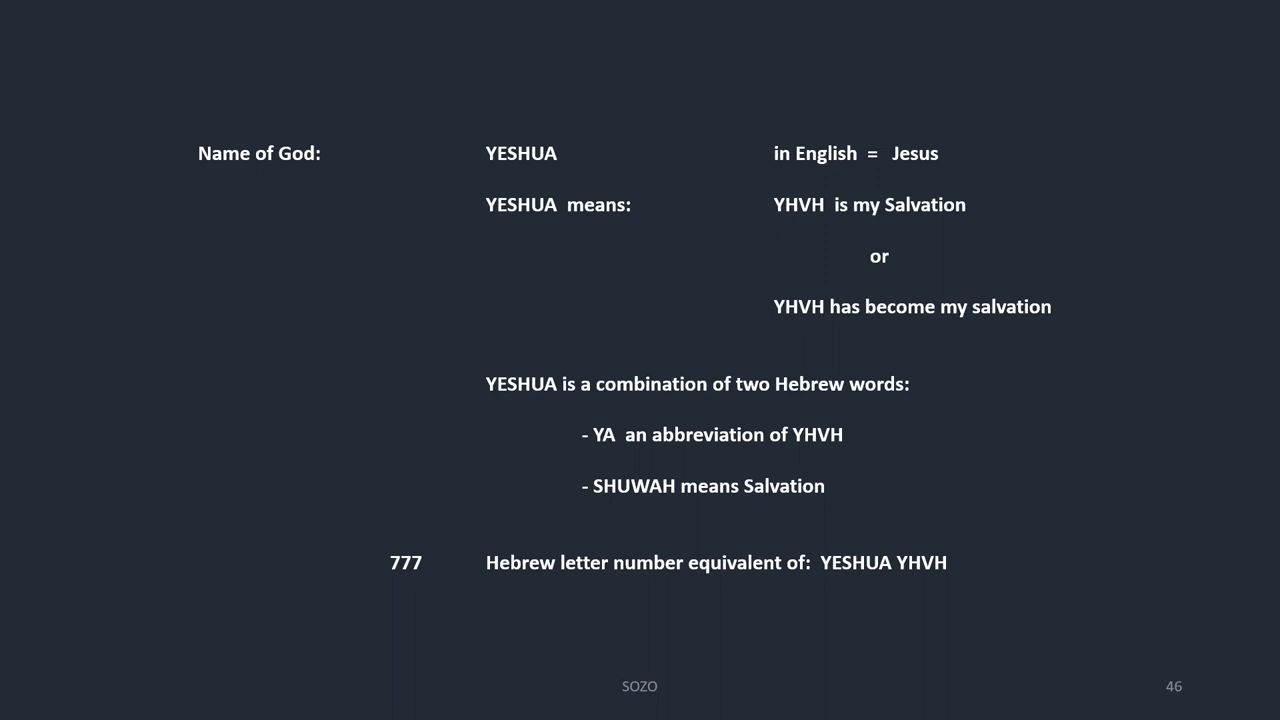 Name of God: YESHUA in English = Jesus
YESHUA means: YHVH is my Salvation
or
YHVH has become my salvation
YESHUA is a combination of two Hebrew words:
- YA an abbreviation of YHVH
- SHUWAH means Salvation
777 Hebrew letter number equivalent of: YESHUA YHVH
SOZO 46